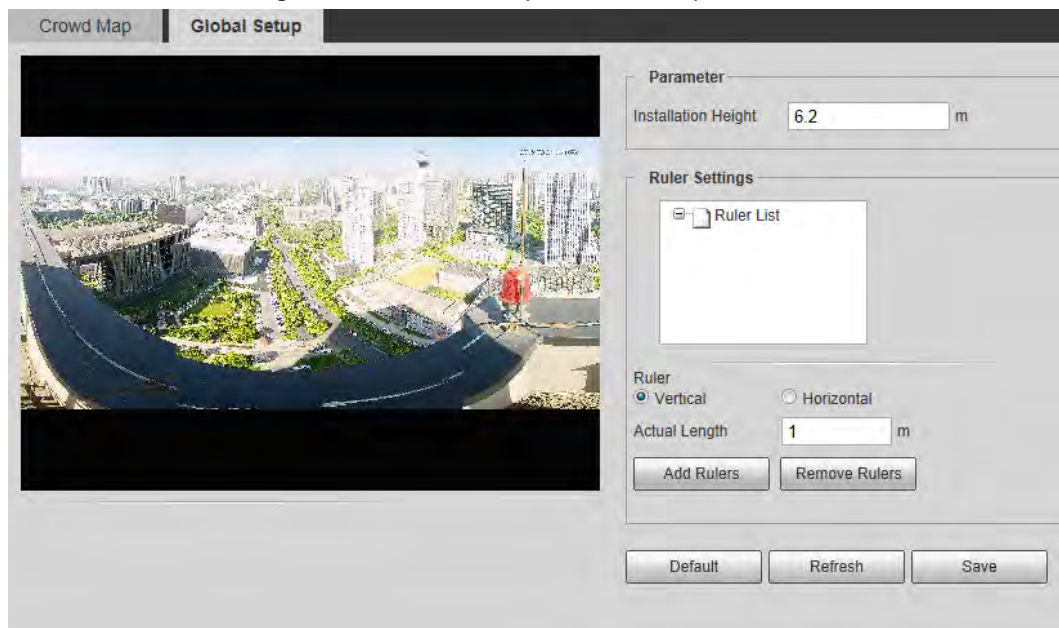 Crowd Map
Global Setup
Parameter
Installation Height 6.2 m
Ruler Settings
Ruler List
Ruler
Vertical Horizontal
Actual Length 1 m
Add Rulers Remove Rulers
Default Refresh Save